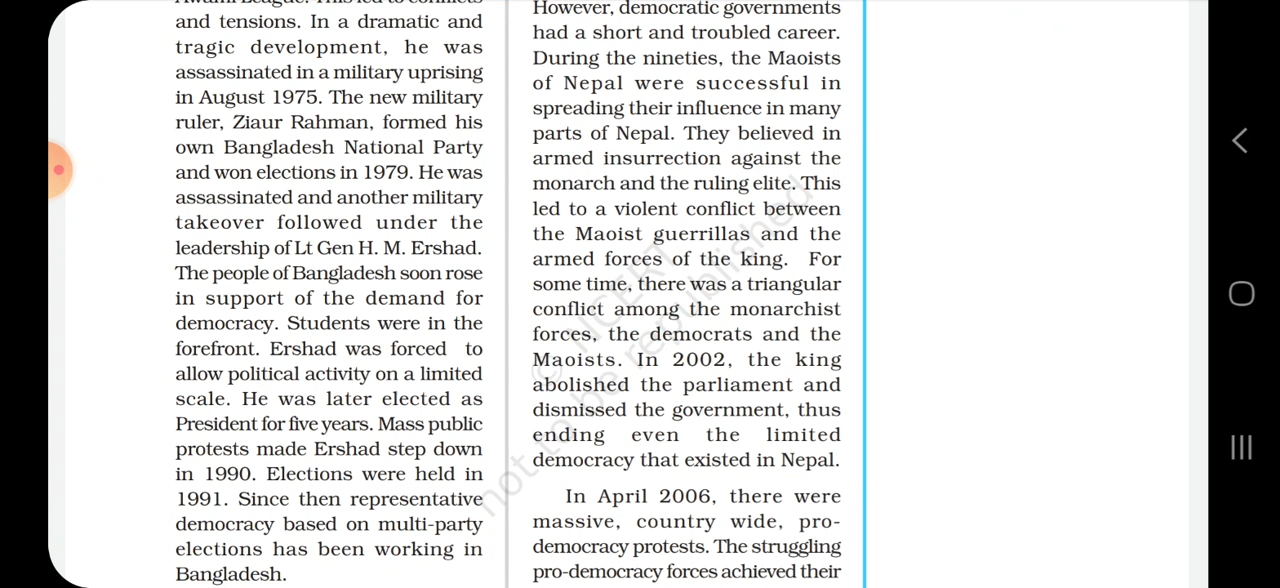 and tensions. In a dramatic and
tragic development, he was
assassinated in a military uprising
in August 1975. The new military
ruler, Ziaur Rahman, formed his
own Bangladesh National Party
and won elections in 1979. He was
assassinated and another military
takeover followed under the
leadership of Lt Gen H. M. Ershad.
The people of Bangladesh soon rose
in support of the demand for
democracy. Students were in the
forefront. Ershad was forced to
allow political activity on a limited
scale. He was later elected as
President for five years. Mass public
protests made Ershad step down
in 1990. Elections were held in
1991. Since then representative
democracy based on multi-party
elections has been working in
Bangladesh.
However, democratic governments
had a short and troubled career.
During the nineties, the Maoists
of Nepal were successful in
spreading their influence in many
parts of Nepal. They believed in
armed insurrection against the
monarch and the ruling elite. This
led to a violent conflict between
the Maoist guerrillas and the
armed forces of the king. For
some time, there was a triangular
conflict among the monarchist
forces, the democrats and the
Maoists. In 2002, the king
abolished the parliament and
dismissed the government, thus
ending even the limited
democracy that existed in Nepal.
In April 2006, there were
massive, country wide, pro-
democracy protests. The struggling
pro-democracy forces achieved their
© NCERT
not to be republished